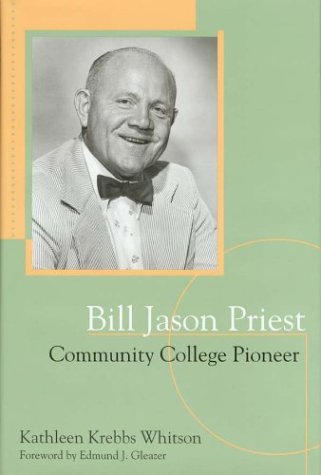 Bill Jason Priest
Community College Pioneer
Kathleen Krebbs Whitson
Foreword by Edmund J. Gleazer